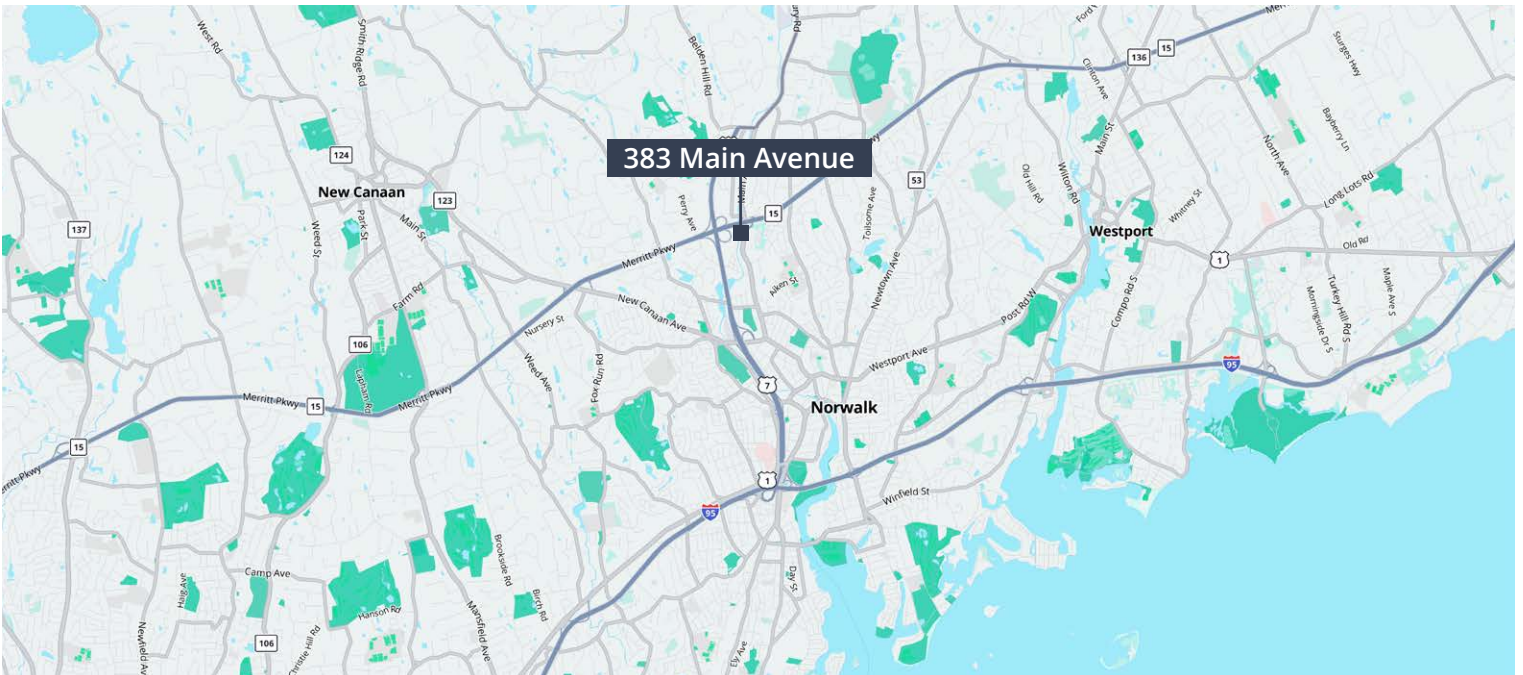 West Rd
Smith Ridge Rd
Belden Hill Rd
136
15
Clinton Ave
Sturges Hwy
124
New Canaan
123
Main St
Park St
Weed St
137
383 Main Avenue
Perry Ave
15
53
Toilsome Ave
Newtown Ave
Old Hill Rd
Wilton Rd
Main St
North Ave
Bayberry Ln
Long Lots Rd
Whitney St
Westport
1
Old Rd
Merritt Pkwy
Aiken St
New Canaan Ave
Nursery St
Farm Rd
106
Lapham Rd
Weed Ave
Fox Run Rd
Westport Ave
Post Rd W
Compo Rd S
Turkey Hill Rd S
Morningside Dr S
Maple Ave S
95
7
Norwalk
Merritt Pkwy
15
Merritt Pkwy
15
1
95
Winfield St
Camp Ave
Haig Ave
Hanson Rd
Brookside Rd
Birch Rd
Mansfield Ave
106
Christie Hill Rd
Day St
Ely Ave